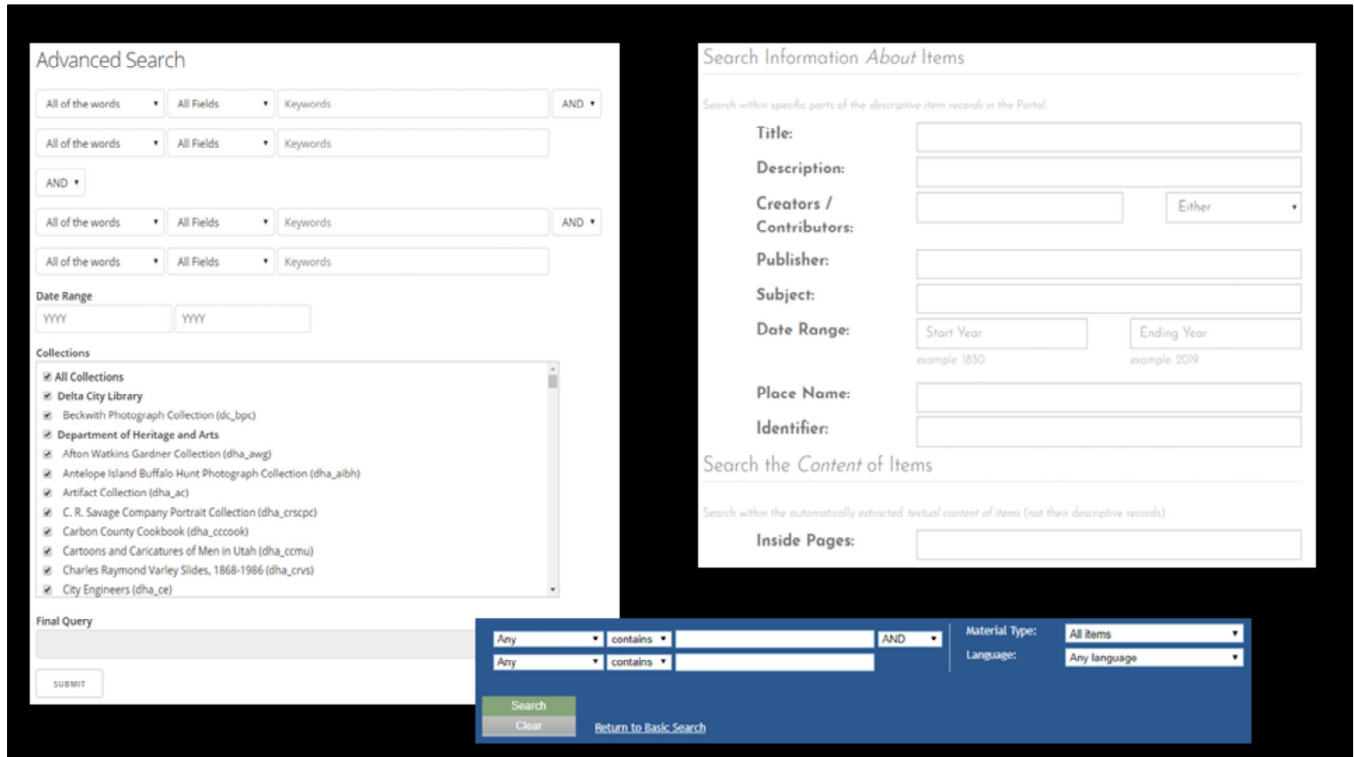 Advanced Search
All of the words All Fields Keywords AND
All of the words All Fields Keywords
AND
All of the words All Fields Keywords AND
All of the words All Fields Keywords
Date Range
YYYY YYYY
Collections
All Collections
Delta City Library
Beckwith Photograph Collection (dc_bpc)
Department of Heritage and Arts
Afton Watkins Gardner Collection (dha_awg)
Antelope Island Buffalo Hunt Photograph Collection (dha_aibh)
Artifact Collection (dha_ac)
C. R. Savage Company Portrait Collection (dha_crscpc)
Carbon County Cookbook (dha_cccook)
Cartoons and Caricatures of Men in Utah (dha_ccmu)
Charles Raymond Varley Slides, 1868-1986 (dha_crvs)
City Engineers (dha_ce)
Final Query
SUBMIT
Search Information About Items
Search within specific parts of the descriptive item records in the Portal.
Title:
Description:
Creators / Either
Contributors:
Publisher:
Subject:
Date Range: Start Year Ending Year
example: 1830 example: 2019
Place Name:
Identifier:
Search the Content of Items
Search within the automatically extracted textual content of items (not their descriptive records).
Inside Pages:
Any contains AND Material Type: All items
Any contains Language: Any language
Search
Clear Return to Basic Search